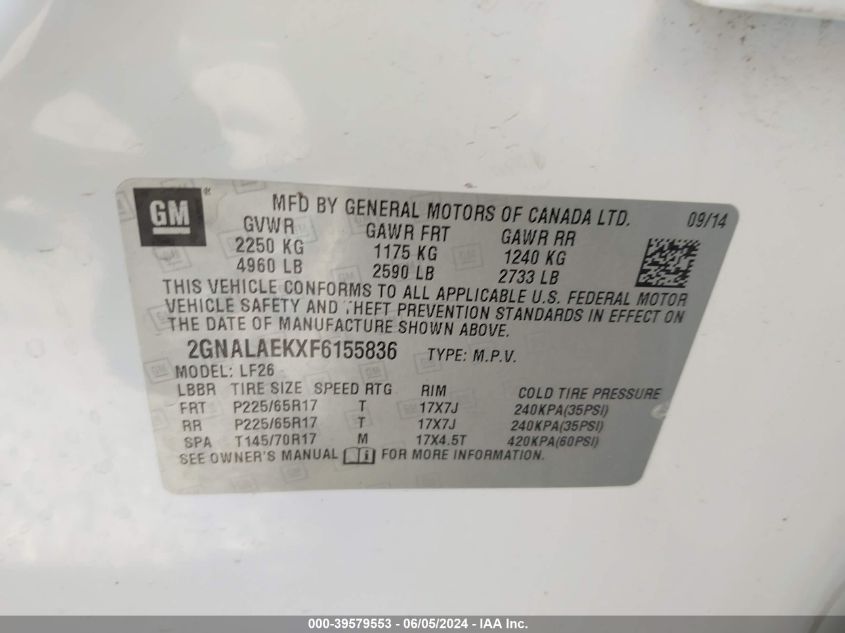 GM
MFD BY GENERAL MOTORS OF CANADA LTD. 09/14
GVWR GAWR FRT GAWR RR
2250 KG 1175 KG 1240 KG
4960 LB 2590 LB 2733 LB
THIS VEHICLE CONFORMS TO ALL APPLICABLE U.S. FEDERAL MOTOR
VEHICLE SAFETY AND THEFT PREVENTION STANDARDS IN EFFECT ON
THE DATE OF MANUFACTURE SHOWN ABOVE.
2GNALAEKXF6155836 TYPE: M.P.V.
MODEL: LF26
LBBR TIRE SIZE SPEED RTG RIM COLD TIRE PRESSURE
FRT P225/65R17 T 17X7J 240KPA(35PSI)
RR P225/65R17 T 17X7J 240KPA(35PSI)
SPA T145/70R17 M 17X4.5T 420KPA(60PSI)
SEE OWNER'S MANUAL i FOR MORE INFORMATION.
000-39579553 - 06/05/2024 - IAANL